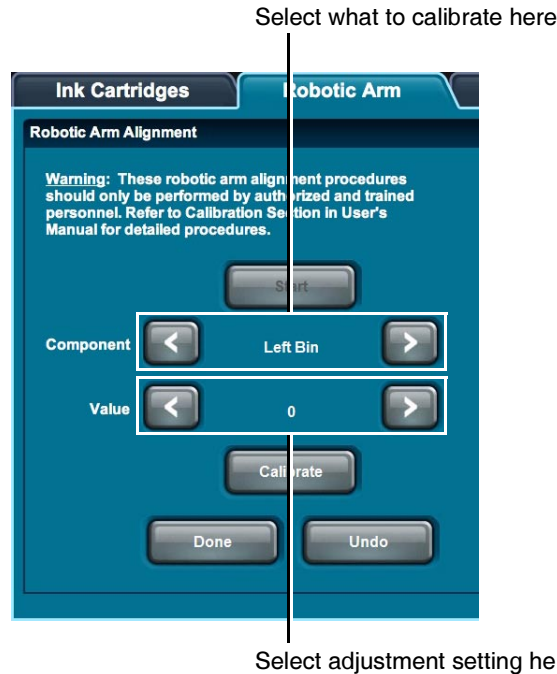 Select what to calibrate here
Ink Cartridges Robotic Arm
Robotic Arm Alignment
Warning: These robotic arm alignment procedures
should only be performed by authorized and trained
personnel. Refer to Calibration Section in User's
Manual for detailed procedures.
Start
Component < Left Bin >
Value < 0 >
Calibrate
Done Undo
Select adjustment setting he